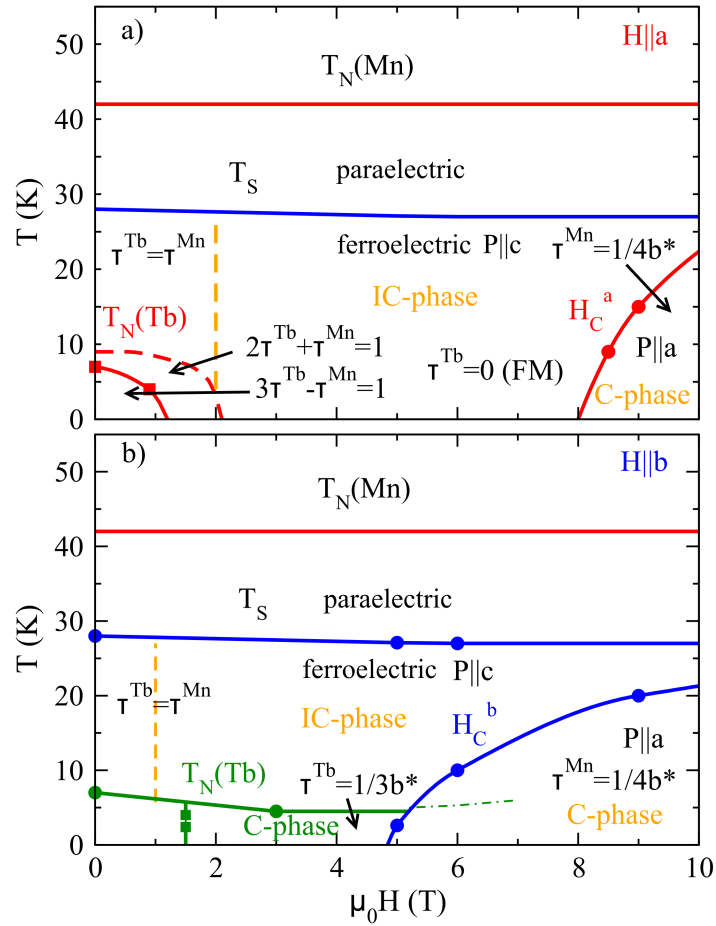 a)
H||a
T_N(Mn)
T_S
paraelectric
τ^Tb=τ^Mn
ferroelectric P||c
τ^Mn=1/4b*
IC-phase
T_N(Tb)
H_C^a
2τ^Tb+τ^Mn=1
P||a
τ^Tb=0 (FM)
3τ^Tb-τ^Mn=1
C-phase
T (K)
50
40
30
20
10
0
b)
H||b
T_N(Mn)
T_S
paraelectric
ferroelectric P||c
τ^Tb=τ^Mn
IC-phase
H_C^b
P||a
T_N(Tb)
τ^Tb=1/3b*
τ^Mn=1/4b*
C-phase
C-phase
T (K)
50
40
30
20
10
0
0 2 4 6 8 10
μ₀H (T)